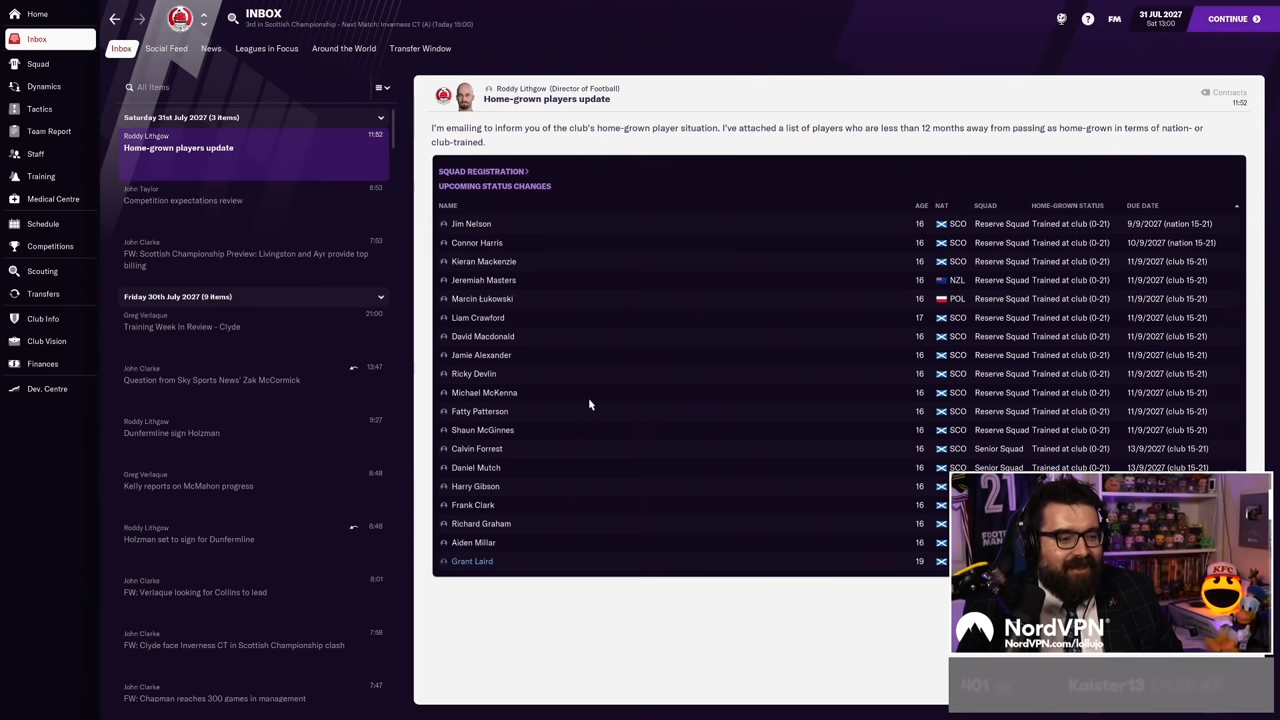 Home
Inbox
Squad
Dynamics
Tactics
Team Report
Staff
Training
Medical Centre
Schedule
Competitions
Scouting
Transfers
Club Info
Club Vision
Finances
Dev. Centre
INBOX
3rd in Scottish Championship - Next Match: Inverness CT (A) (Today 15:00)
FM
31 JUL 2027
Sat 13:00
CONTINUE
Inbox
Social Feed
News
Leagues in Focus
Around the World
Transfer Window
All Items
Saturday 31st July 2027 (3 items)
Roddy Lithgow 11:52
Home-grown players update
John Taylor 8:53
Competition expectations review
John Clarke 7:53
FW: Scottish Championship Preview: Livingston and Ayr provide top
billing
Friday 30th July 2027 (9 items)
Greg Verlaque 21:00
Training Week In Review - Clyde
John Clarke 13:47
Question from Sky Sports News' Zak McCormick
Roddy Lithgow 9:27
Dunfermline sign Holzman
Greg Verlaque 8:48
Kelly reports on McMahon progress
Roddy Lithgow 8:48
Holzman set to sign for Dunfermline
John Clarke 8:01
FW: Verlaque looking for Collins to lead
John Clarke 7:58
FW: Clyde face Inverness CT in Scottish Championship clash
John Clarke 7:47
FW: Chapman reaches 300 games in management
Roddy Lithgow (Director of Football)
Home-grown players update
Contracts
11:52
I'm emailing to inform you of the club's home-grown player situation. I've attached a list of players who are less than 12 months away from passing as home-grown in terms of nation- or
club-trained.
SQUAD REGISTRATION >
UPCOMING STATUS CHANGES
NAME AGE NAT SQUAD HOME-GROWN STATUS DUE DATE
Jim Nelson 16 SCO Reserve Squad Trained at club (0-21) 9/9/2027 (nation 15-21)
Connor Harris 16 SCO Reserve Squad Trained at club (0-21) 10/9/2027 (nation 15-21)
Kieran Mackenzie 16 SCO Reserve Squad Trained at club (0-21) 11/9/2027 (club 15-21)
Jeremiah Masters 16 NZL Reserve Squad Trained at club (0-21) 11/9/2027 (club 15-21)
Marcin Łukowski 16 POL Reserve Squad Trained at club (0-21) 11/9/2027 (club 15-21)
Liam Crawford 17 SCO Reserve Squad Trained at club (0-21) 11/9/2027 (club 15-21)
David Macdonald 16 SCO Reserve Squad Trained at club (0-21) 11/9/2027 (club 15-21)
Jamie Alexander 16 SCO Reserve Squad Trained at club (0-21) 11/9/2027 (club 15-21)
Ricky Devlin 16 SCO Reserve Squad Trained at club (0-21) 11/9/2027 (club 15-21)
Michael McKenna 16 SCO Reserve Squad Trained at club (0-21) 11/9/2027 (club 15-21)
Fatty Patterson 16 SCO Reserve Squad Trained at club (0-21) 11/9/2027 (club 15-21)
Shaun McGinnes 16 SCO Reserve Squad Trained at club (0-21) 11/9/2027 (club 15-21)
Calvin Forrest 16 SCO Senior Squad Trained at club (0-21) 13/9/2027 (club 15-21)
Daniel Mutch 16 SCO Senior Squad Trained at club (0-21) 13/9/2027 (club 15-21)
Harry Gibson 16
Frank Clark 16
Richard Graham 16
Aiden Millar 16
Grant Laird 19
21
KFC
NordVPN®
NordVPN.com/lollujo
401
Kaister13